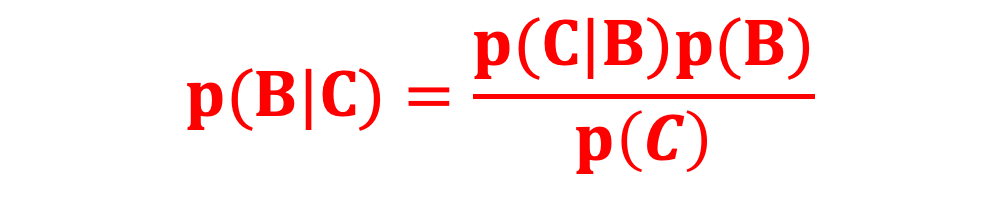 p(B|C) = p(C|B)p(B) / p(C)